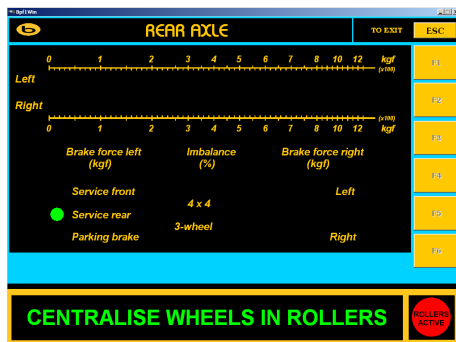 Bpf1Win
REAR AXLE
TO EXIT
ESC
0 1 2 3 4 5 6 7 8 10 12 kgf
(x100)
Left
Right
(x100)
0 1 2 3 4 5 6 7 8 10 12 kgf
Brake force left
(kgf)
Imbalance
(%)
Brake force right
(kgf)
Service front
Left
4 x 4
Service rear
3-wheel
Parking brake
Right
F1
F2
F3
F4
F5
F6
CENTRALISE WHEELS IN ROLLERS
ROLLERS
ACTIVE